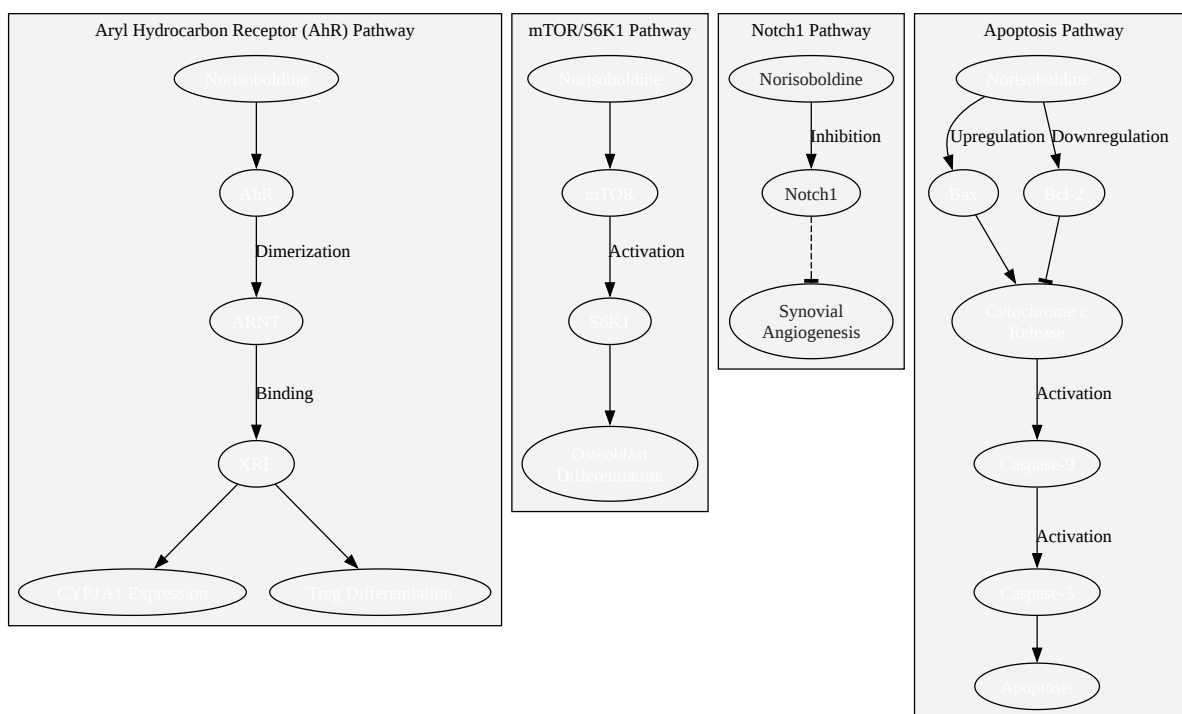 Aryl Hydrocarbon Receptor (AhR) Pathway
Norisoboldine
AhR
Dimerization
ARNT
Binding
XRE
CYP1A1 Expression
Treg Differentiation
mTOR/S6K1 Pathway
Norisoboldine
mTOR
Activation
S6K1
Osteoblast
Differentiation
Notch1 Pathway
Norisoboldine
Inhibition
Notch1
Synovial
Angiogenesis
Apoptosis Pathway
Norisoboldine
Upregulation
Downregulation
Bax
Bcl-2
Cytochrome c
Release
Activation
Caspase-9
Activation
Caspase-3
Apoptosis